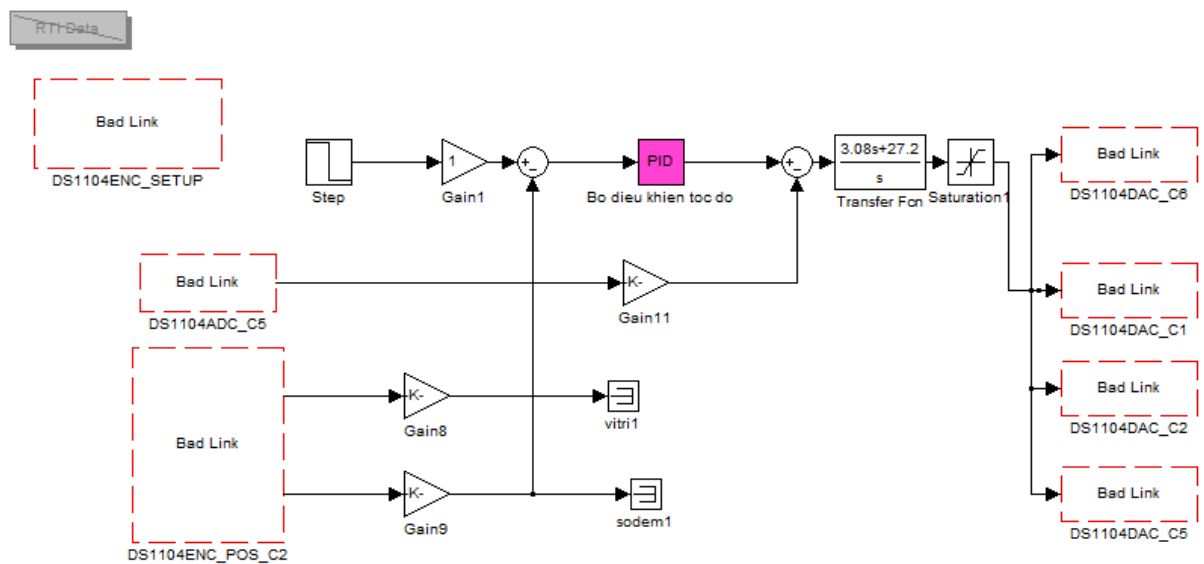 RTI Data
Bad Link
DS1104ENC_SETUP
Step
1
Gain1
+
-
PID
Bo dieu khien toc do
+
-
3.08s+27.2
s
Transfer Fcn
Saturation1
Bad Link
DS1104DAC_C6
Bad Link
DS1104ADC_C5
-K-
Gain11
Bad Link
DS1104DAC_C1
Bad Link
DS1104ENC_POS_C2
-K-
Gain8
vitri1
Bad Link
DS1104DAC_C2
-K-
Gain9
sodem1
Bad Link
DS1104DAC_C5